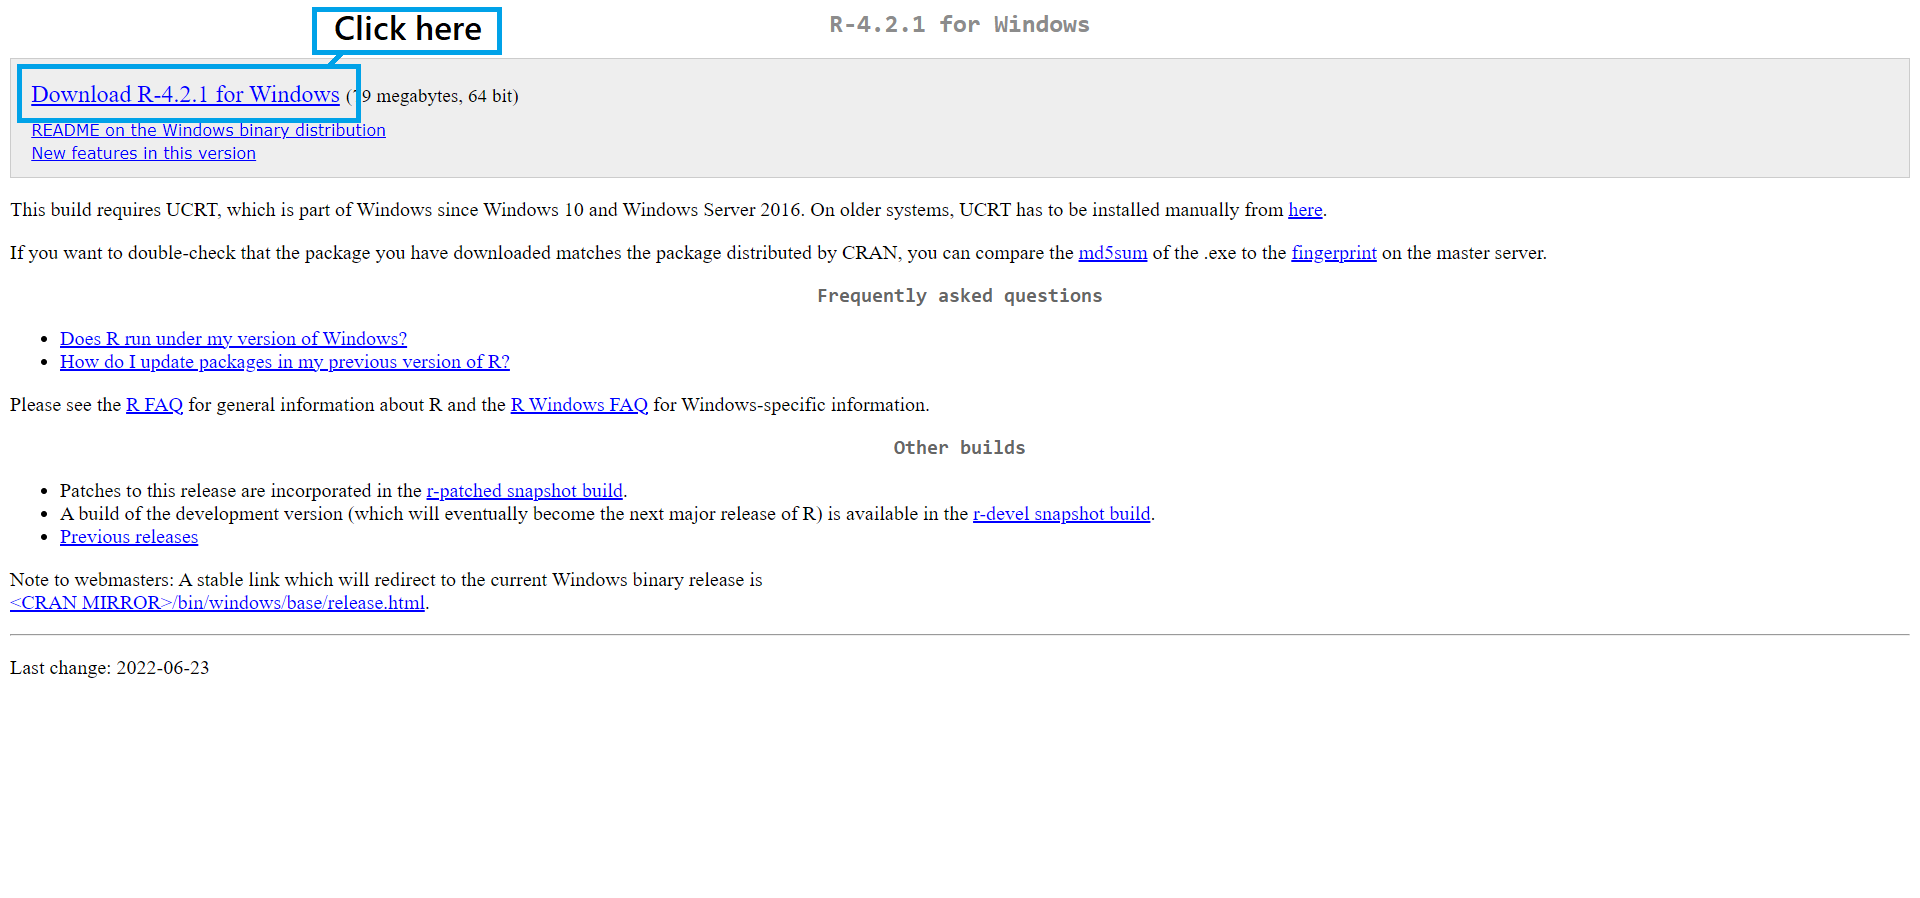 Click here
R-4.2.1 for Windows
Download R-4.2.1 for Windows (79 megabytes, 64 bit)
README on the Windows binary distribution
New features in this version
This build requires UCRT, which is part of Windows since Windows 10 and Windows Server 2016. On older systems, UCRT has to be installed manually from here.
If you want to double-check that the package you have downloaded matches the package distributed by CRAN, you can compare the md5sum of the .exe to the fingerprint on the master server.
Frequently asked questions
• Does R run under my version of Windows?
• How do I update packages in my previous version of R?
Please see the R FAQ for general information about R and the R Windows FAQ for Windows-specific information.
Other builds
• Patches to this release are incorporated in the r-patched snapshot build.
• A build of the development version (which will eventually become the next major release of R) is available in the r-devel snapshot build.
• Previous releases
Note to webmasters: A stable link which will redirect to the current Windows binary release is
<CRAN MIRROR>/bin/windows/base/release.html.
Last change: 2022-06-23